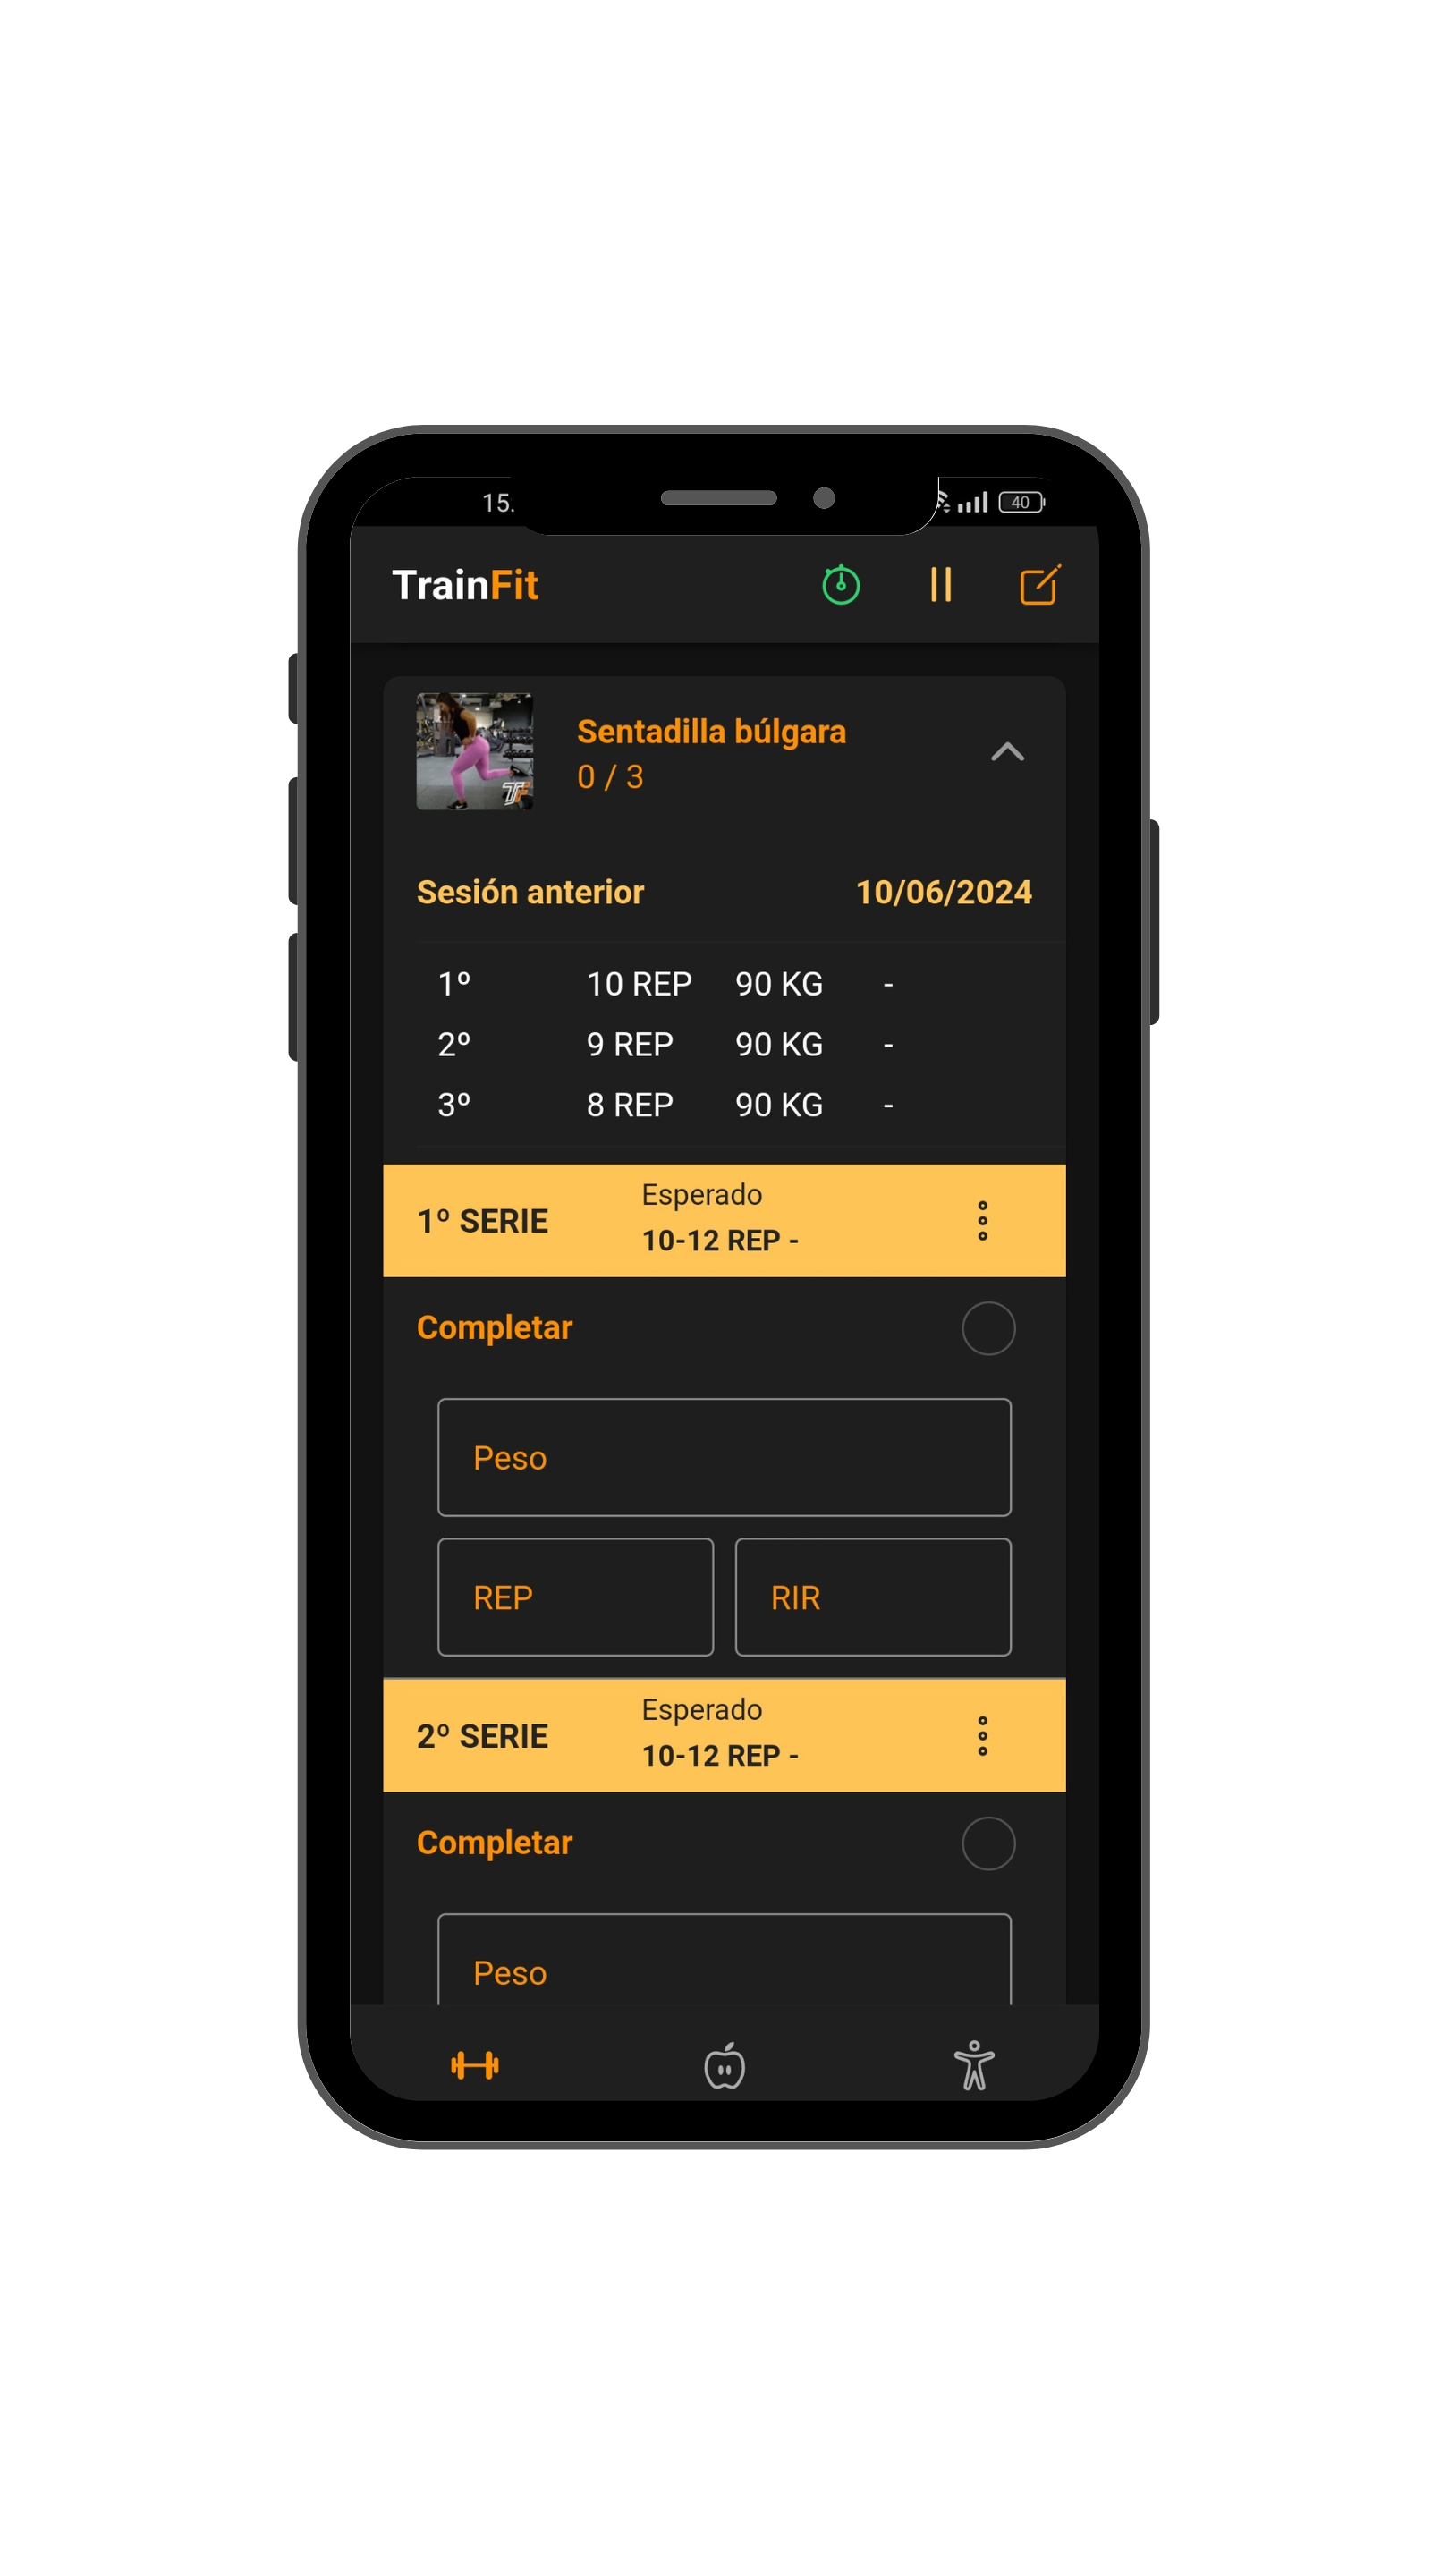 15.
40
TrainFit
Sentadilla búlgara
0 / 3
TF
Sesión anterior 10/06/2024
1º 10 REP 90 KG -
2º 9 REP 90 KG -
3º 8 REP 90 KG -
1º SERIE
Esperado
10-12 REP -
Completar
Peso
REP RIR
2º SERIE
Esperado
10-12 REP -
Completar
Peso